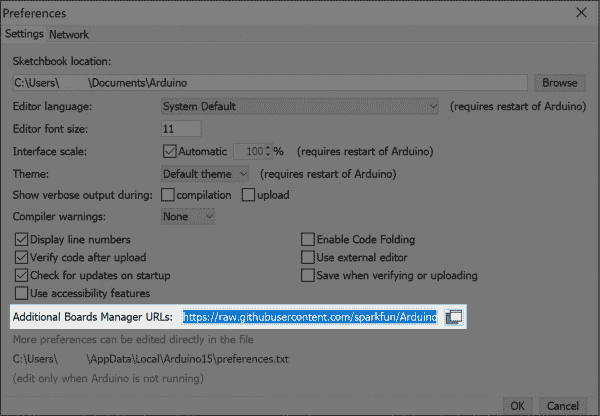 Preferences
Settings Network
Sketchbook location:
C:\Users\ \Documents\Arduino Browse
Editor language: System Default (requires restart of Arduino)
Editor font size: 11
Interface scale: Automatic 100 % (requires restart of Arduino)
Theme: Default theme (requires restart of Arduino)
Show verbose output during: compilation upload
Compiler warnings: None
Display line numbers Enable Code Folding
Verify code after upload Use external editor
Check for updates on startup Save when verifying or uploading
Use accessibility features
Additional Boards Manager URLs: https://raw.githubusercontent.com/sparkfun/Arduino
More preferences can be edited directly in the file
C:\Users\ \AppData\Local\Arduino15\preferences.txt
(edit only when Arduino is not running)
OK Cancel